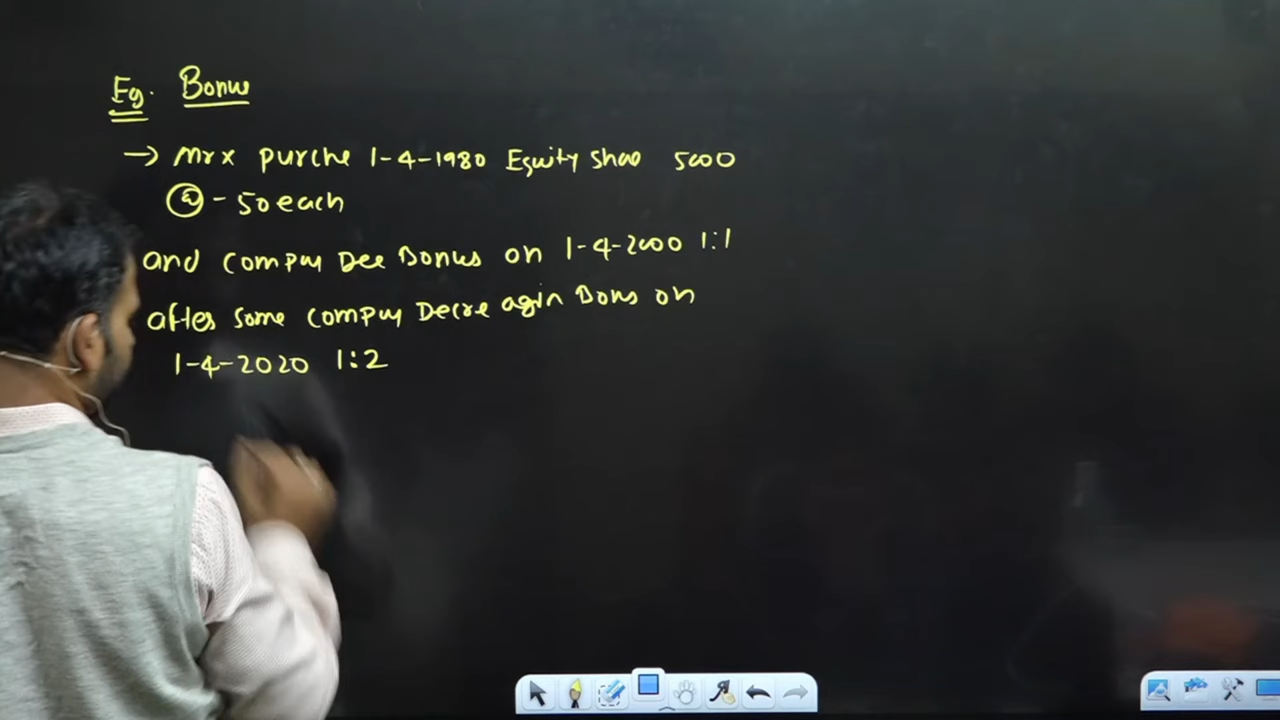 Eg. Bonus
→ Mr x purche 1-4-1980 Equity shae 5000
@ - 50 each
and compny Dec Bonus on 1-4-2000 1:1
after some compny Decre agin Bons on
1-4-2020 1:2